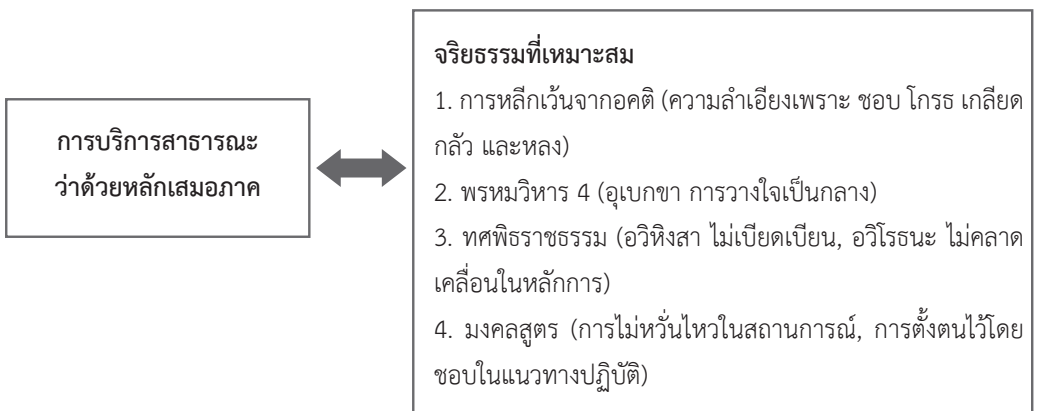 การบริการสาธารณะ
ว่าด้วยหลักเสมอภาค
จริยธรรมที่เหมาะสม
1. การหลีกเว้นจากอคติ (ความลำเอียงเพราะ ชอบ โกรธ เกลียด
กลัว และหลง)
2. พรหมวิหาร 4 (อุเบกขา การวางใจเป็นกลาง)
3. ทศพิธราชธรรม (อวิหิงสา ไม่เบียดเบียน, อวิโรธนะ ไม่คลาด
เคลื่อนในหลักการ)
4. มงคลสูตร (การไม่หวั่นไหวในสถานการณ์, การตั้งตนไว้โดย
ชอบในแนวทางปฏิบัติ)